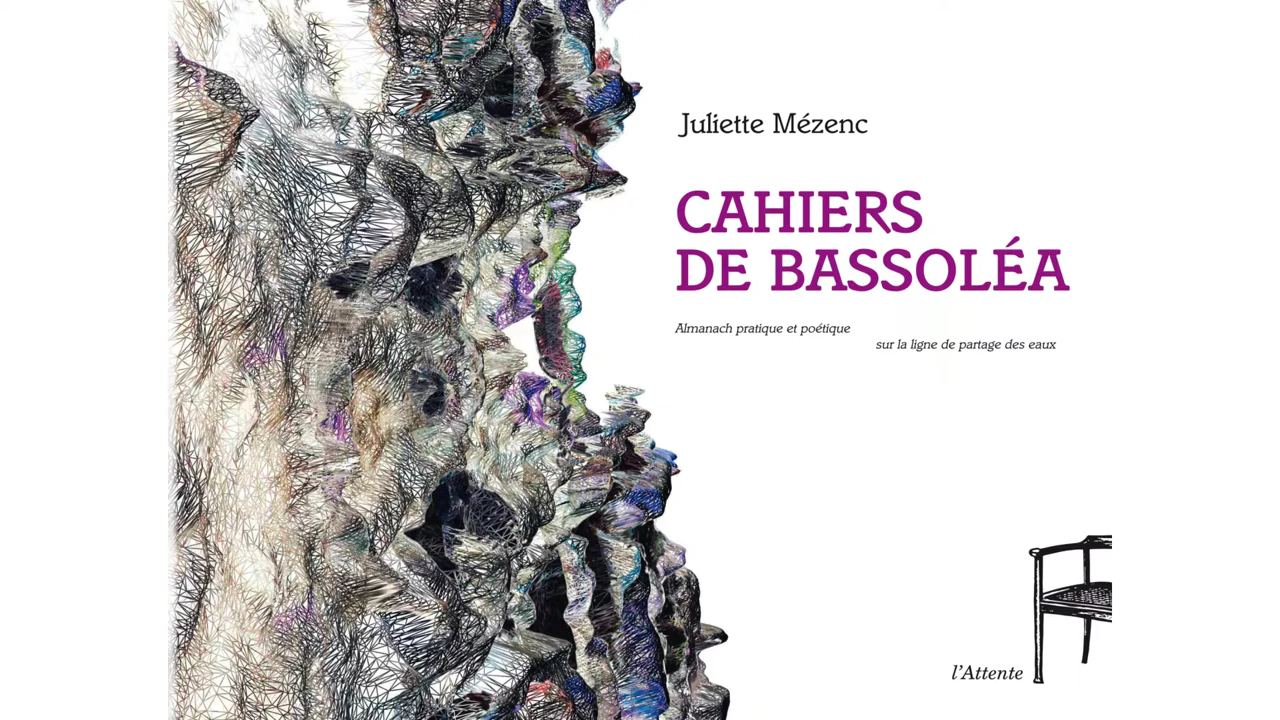 Juliette Mézenc
CAHIERS
DE BASSOLÉA
Almanach pratique et poétique
sur la ligne de partage des eaux
l'Attente